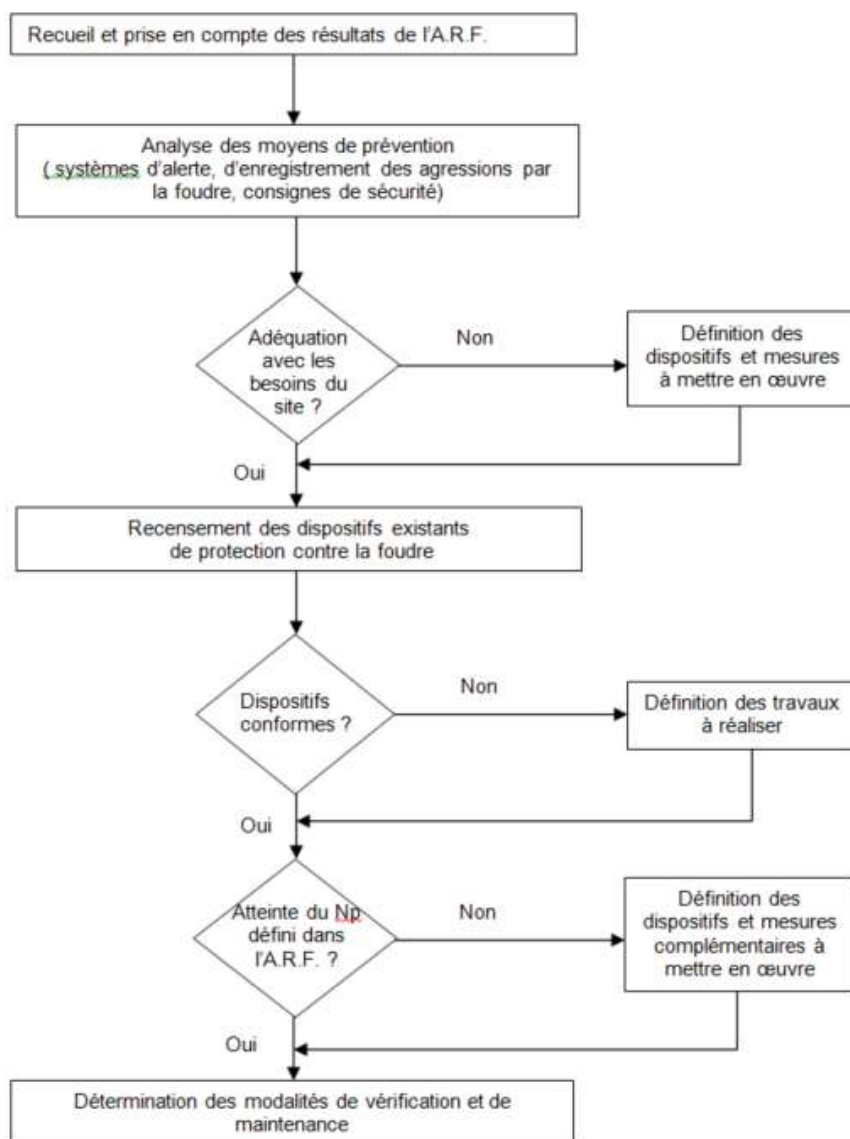 Recueil et prise en compte des résultats de l'A.R.F.
Analyse des moyens de prévention
( systèmes d'alerte, d'enregistrement des agressions par
la foudre, consignes de sécurité)
Adéquation
avec les
besoins du
site ?
Non
Définition des
dispositifs et mesures
à mettre en œuvre
Oui
Recensement des dispositifs existants
de protection contre la foudre
Dispositifs
conformes ?
Non
Définition des travaux
à réaliser
Oui
Atteinte du Np
défini dans
l'A.R.F. ?
Non
Définition des
dispositifs et mesures
complémentaires à
mettre en œuvre
Oui
Détermination des modalités de vérification et de
maintenance